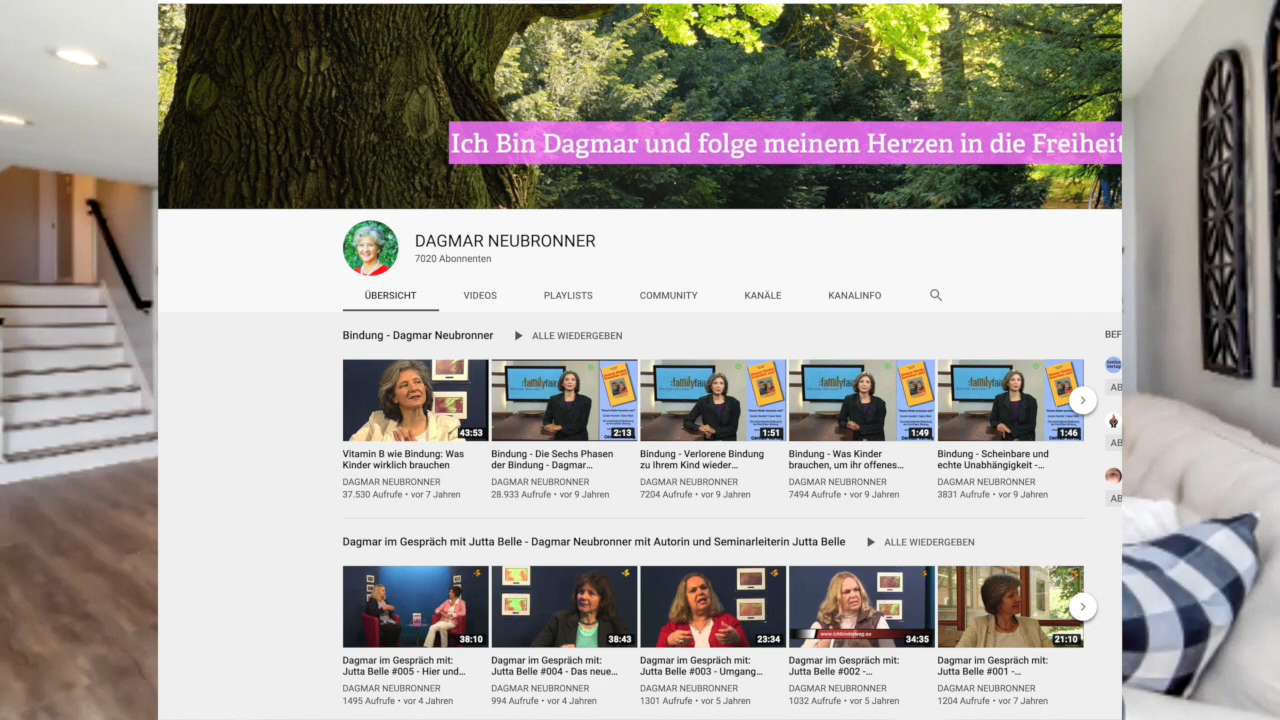 Ich Bin Dagmar und folge meinem Herzen in die Freiheit
DAGMAR NEUBRONNER
7020 Abonnenten
ÜBERSICHT VIDEOS PLAYLISTS COMMUNITY KANÄLE KANALINFO
Bindung - Dagmar Neubronner ALLE WIEDERGEBEN
BEF
:familyfair :familyfair :familyfair :familyfair
43:53 2:13 1:51 1:49 1:46
AB
Vitamin B wie Bindung: Was
Kinder wirklich brauchen
DAGMAR NEUBRONNER
37.530 Aufrufe • vor 7 Jahren
Bindung - Die Sechs Phasen
der Bindung - Dagmar...
DAGMAR NEUBRONNER
28.933 Aufrufe • vor 9 Jahren
Bindung - Verlorene Bindung
zu Ihrem Kind wieder...
DAGMAR NEUBRONNER
7204 Aufrufe • vor 9 Jahren
Bindung - Was Kinder
brauchen, um ihr offenes...
DAGMAR NEUBRONNER
7494 Aufrufe • vor 9 Jahren
Bindung - Scheinbare und
echte Unabhängigkeit -...
DAGMAR NEUBRONNER
3831 Aufrufe • vor 9 Jahren
AB
AB
Dagmar im Gespräch mit Jutta Belle - Dagmar Neubronner mit Autorin und Seminarleiterin Jutta Belle ALLE WIEDERGEBEN
38:10 38:43 23:34 34:35 21:10
Dagmar im Gespräch mit:
Jutta Belle #005 - Hier und...
DAGMAR NEUBRONNER
1495 Aufrufe • vor 4 Jahren
Dagmar im Gespräch mit:
Jutta Belle #004 - Das neue...
DAGMAR NEUBRONNER
994 Aufrufe • vor 4 Jahren
Dagmar im Gespräch mit:
Jutta Belle #003 - Umgang...
DAGMAR NEUBRONNER
1301 Aufrufe • vor 5 Jahren
Dagmar im Gespräch mit:
Jutta Belle #002 -...
DAGMAR NEUBRONNER
1032 Aufrufe • vor 5 Jahren
Dagmar im Gespräch mit:
Jutta Belle #001 -...
DAGMAR NEUBRONNER
1204 Aufrufe • vor 7 Jahren